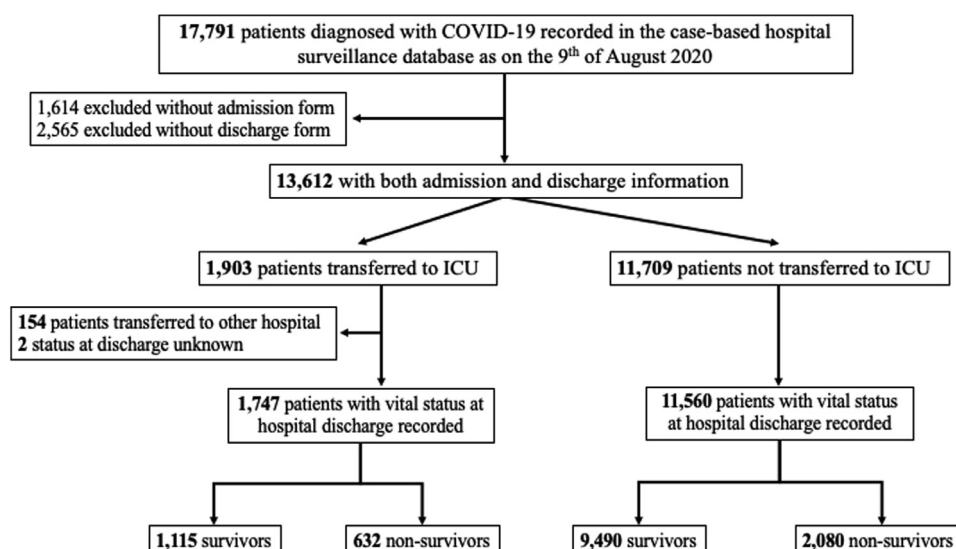 17,791 patients diagnosed with COVID-19 recorded in the case-based hospital
surveillance database as on the 9th of August 2020
1,614 excluded without admission form
2,565 excluded without discharge form
13,612 with both admission and discharge information
1,903 patients transferred to ICU
11,709 patients not transferred to ICU
154 patients transferred to other hospital
2 status at discharge unknown
1,747 patients with vital status at
hospital discharge recorded
11,560 patients with vital status
at hospital discharge recorded
1,115 survivors
632 non-survivors
9,490 survivors
2,080 non-survivors